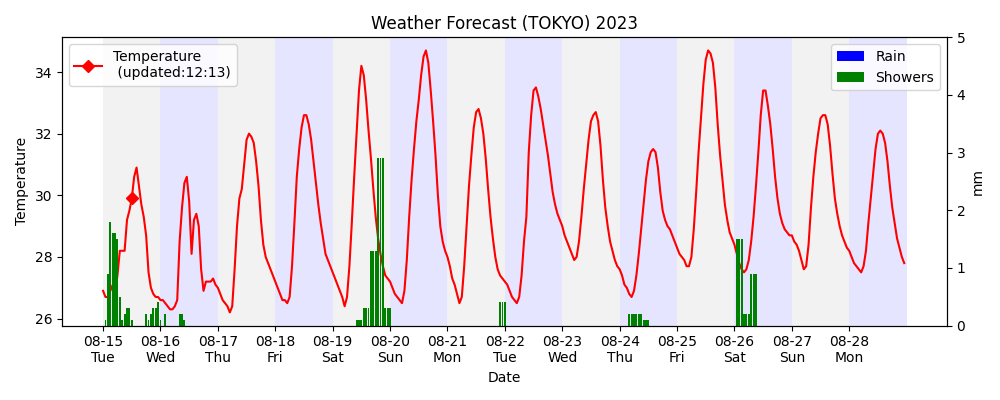 Weather Forecast (TOKYO) 2023
Temperature
(updated:12:13)
Rain
Showers
Temperature
34
32
30
28
26
5
4
3
2
1
0
mm
08-15 08-16 08-17 08-18 08-19 08-20 08-21 08-22 08-23 08-24 08-25 08-26 08-27 08-28
Tue Wed Thu Fri Sat Sun Mon Tue Wed Thu Fri Sat Sun Mon
Date